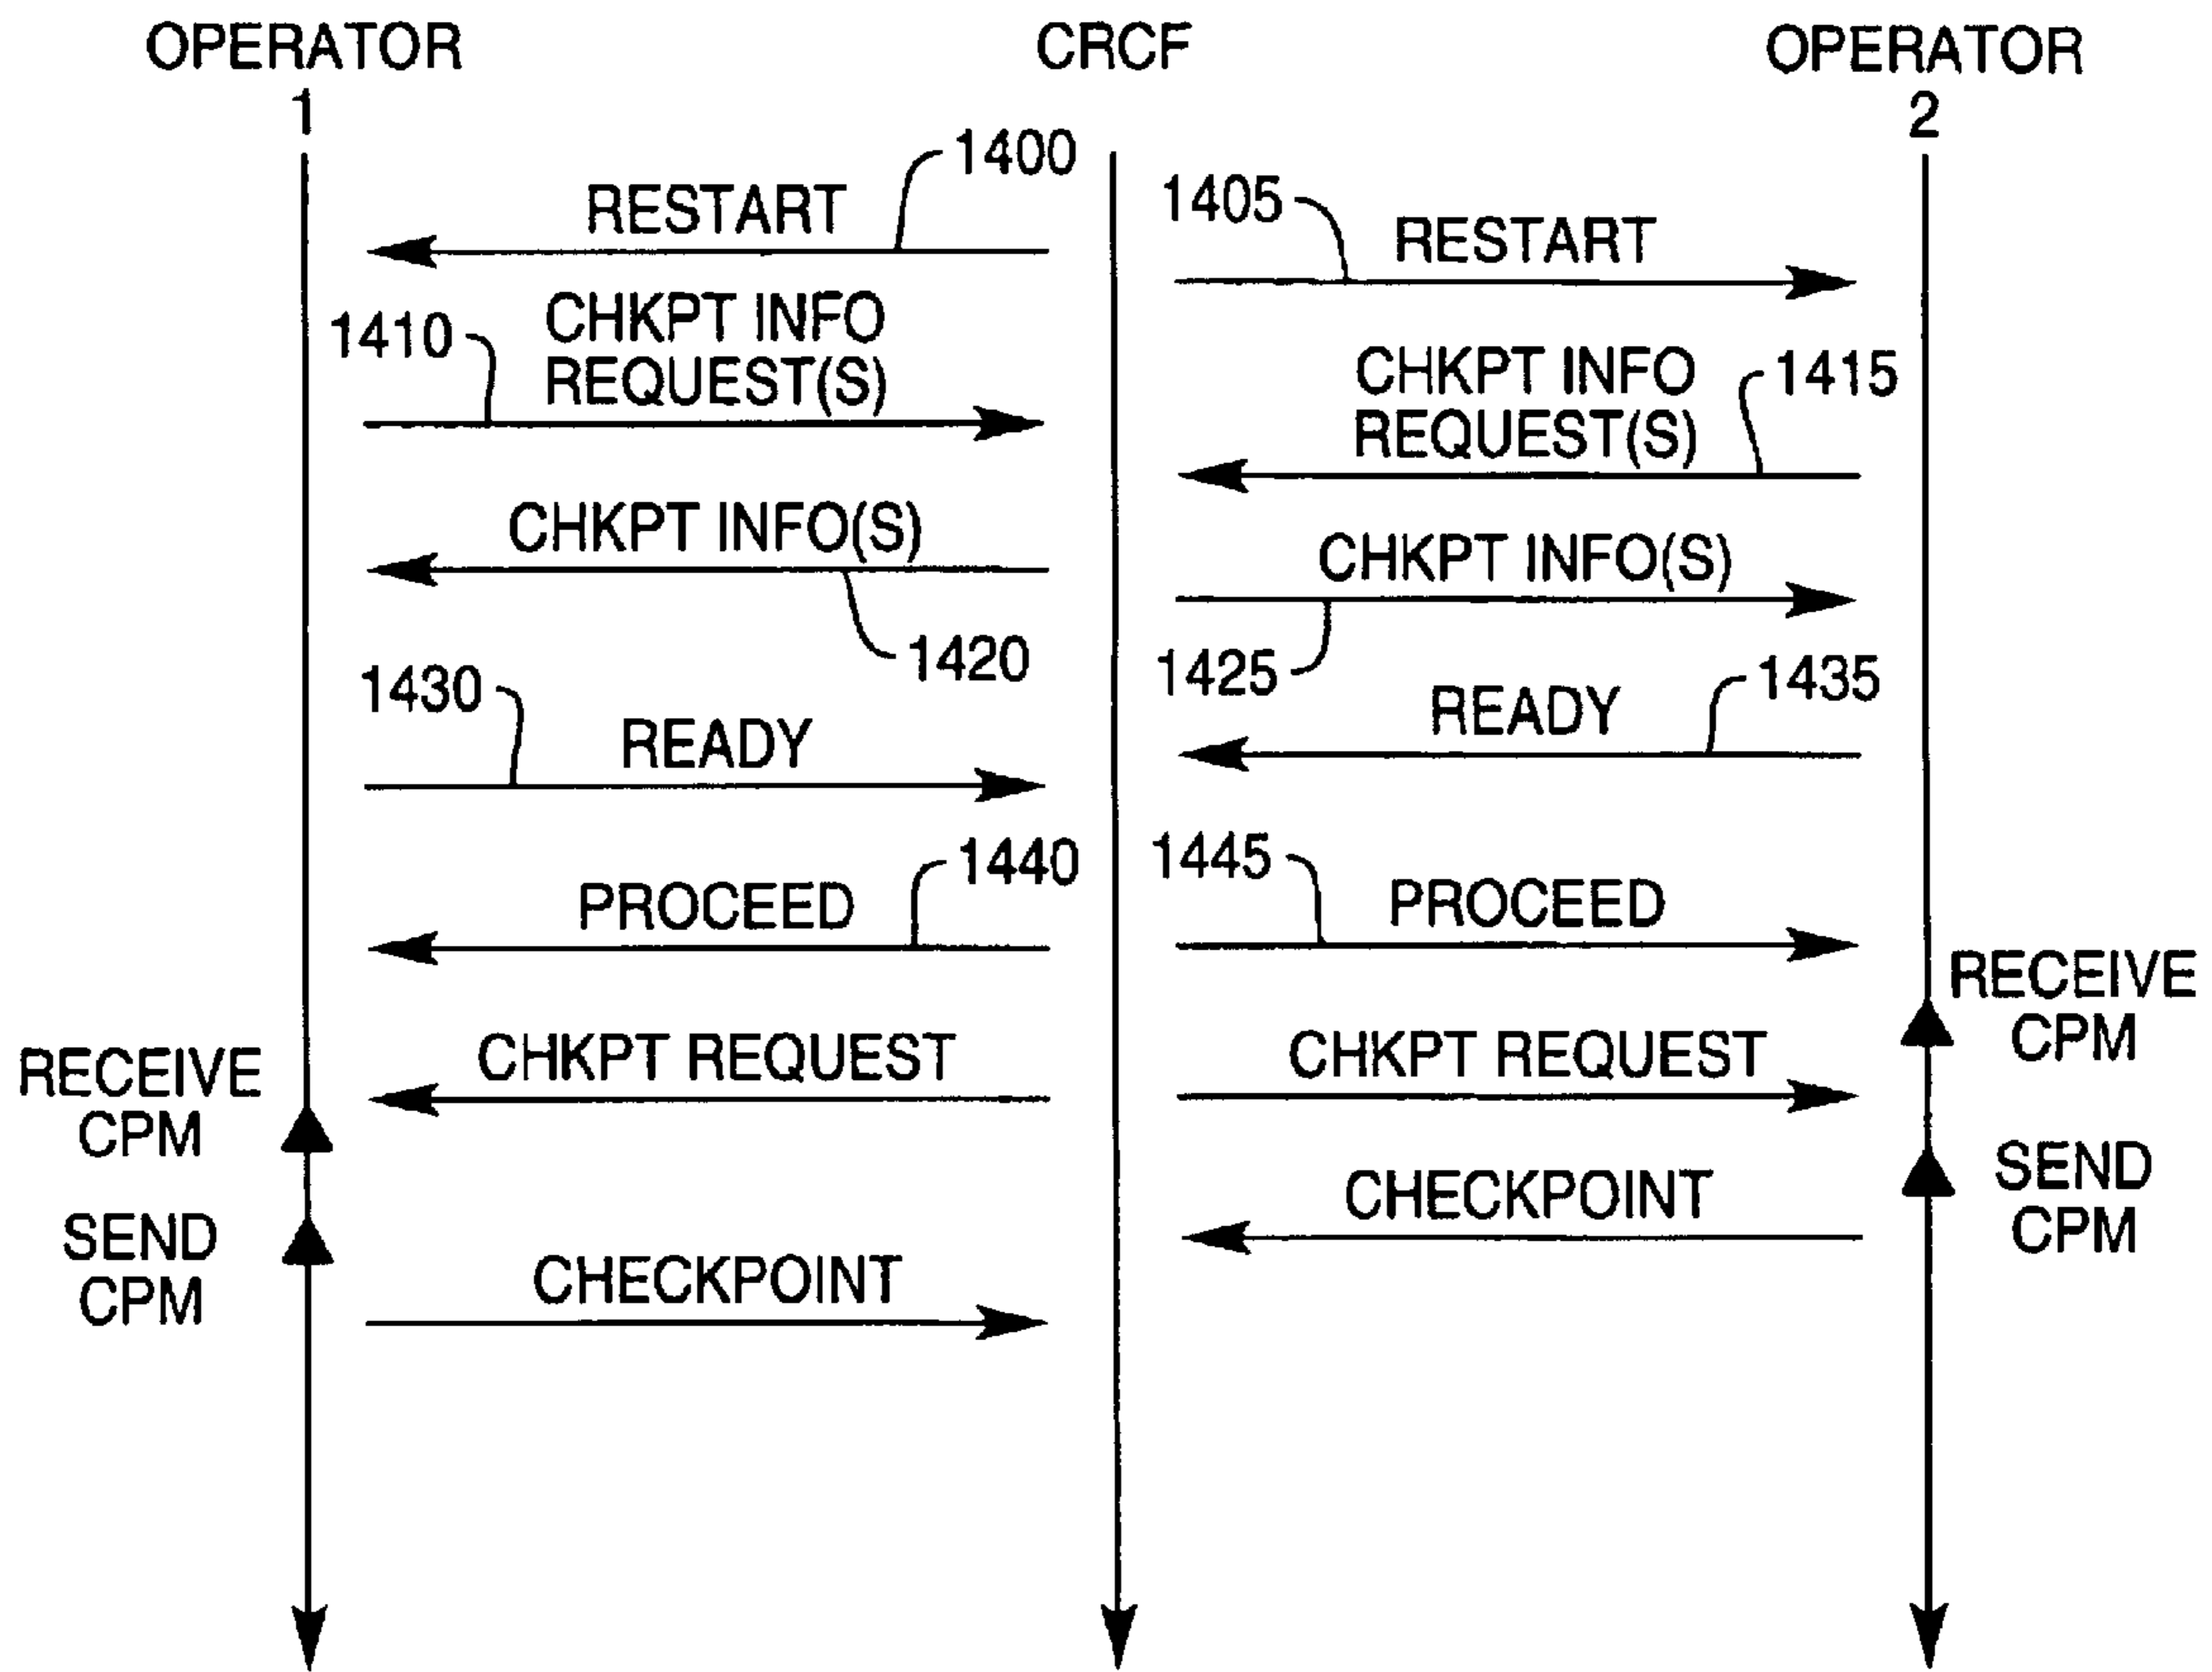 OPERATOR
1
CRCF
OPERATOR
2
1400
RESTART
1405
RESTART
1410
CHKPT INFO
REQUEST(S)
CHKPT INFO
REQUEST(S)
1415
CHKPT INFO(S)
1420
CHKPT INFO(S)
1425
1430
READY
READY
1435
1440
PROCEED
1445
PROCEED
RECEIVE
CPM
CHKPT REQUEST
CHKPT REQUEST
RECEIVE
CPM
SEND
CPM
CHECKPOINT
SEND
CPM
CHECKPOINT